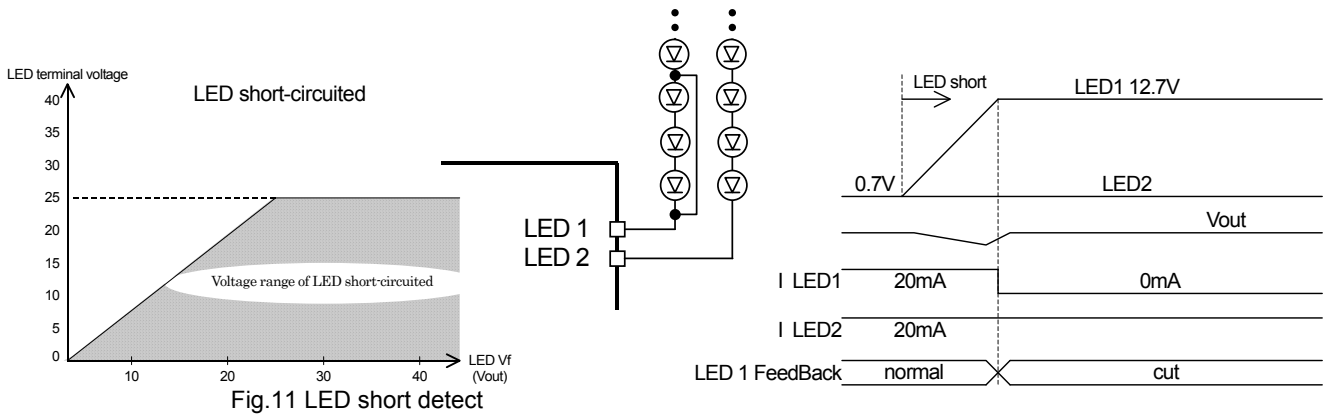 LED terminal voltage
LED short-circuited
40
35
30
25
20
15
10
5
0
Voltage range of LED short-circuited
10
20
30
40
LED Vf
(Vout)
Fig.11 LED short detect
LED 1
LED 2
LED short
LED1 12.7V
0.7V
LED2
Vout
I LED1
20mA
0mA
I LED2
20mA
LED 1 FeedBack
normal
cut